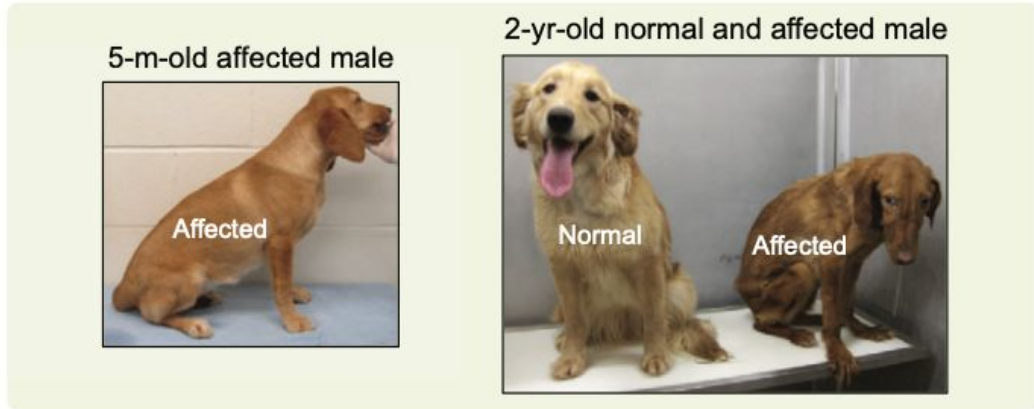 5-m-old affected male
2-yr-old normal and affected male
Affected
Normal
Affected